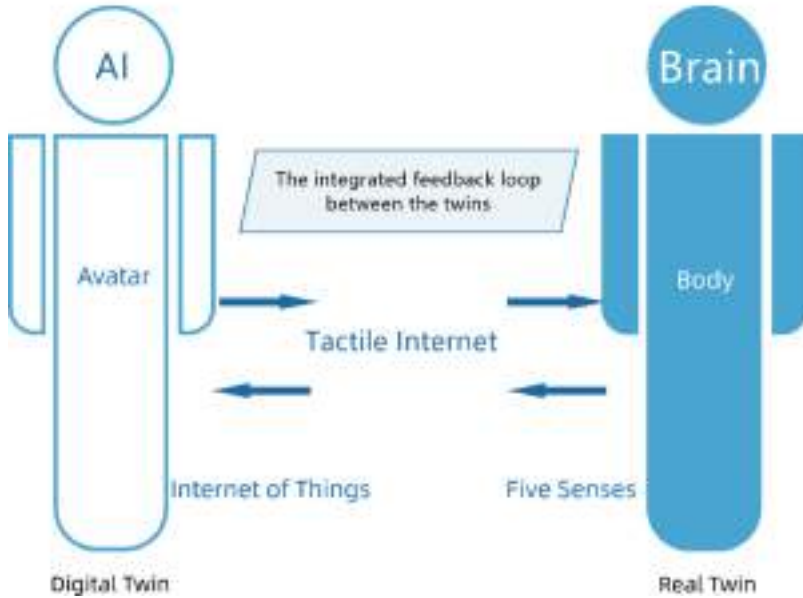 AI
Brain
The integrated feedback loop
between the twins
Avatar
Body
Tactile Internet
Internet of Things
Five Senses
Digital Twin
Real Twin